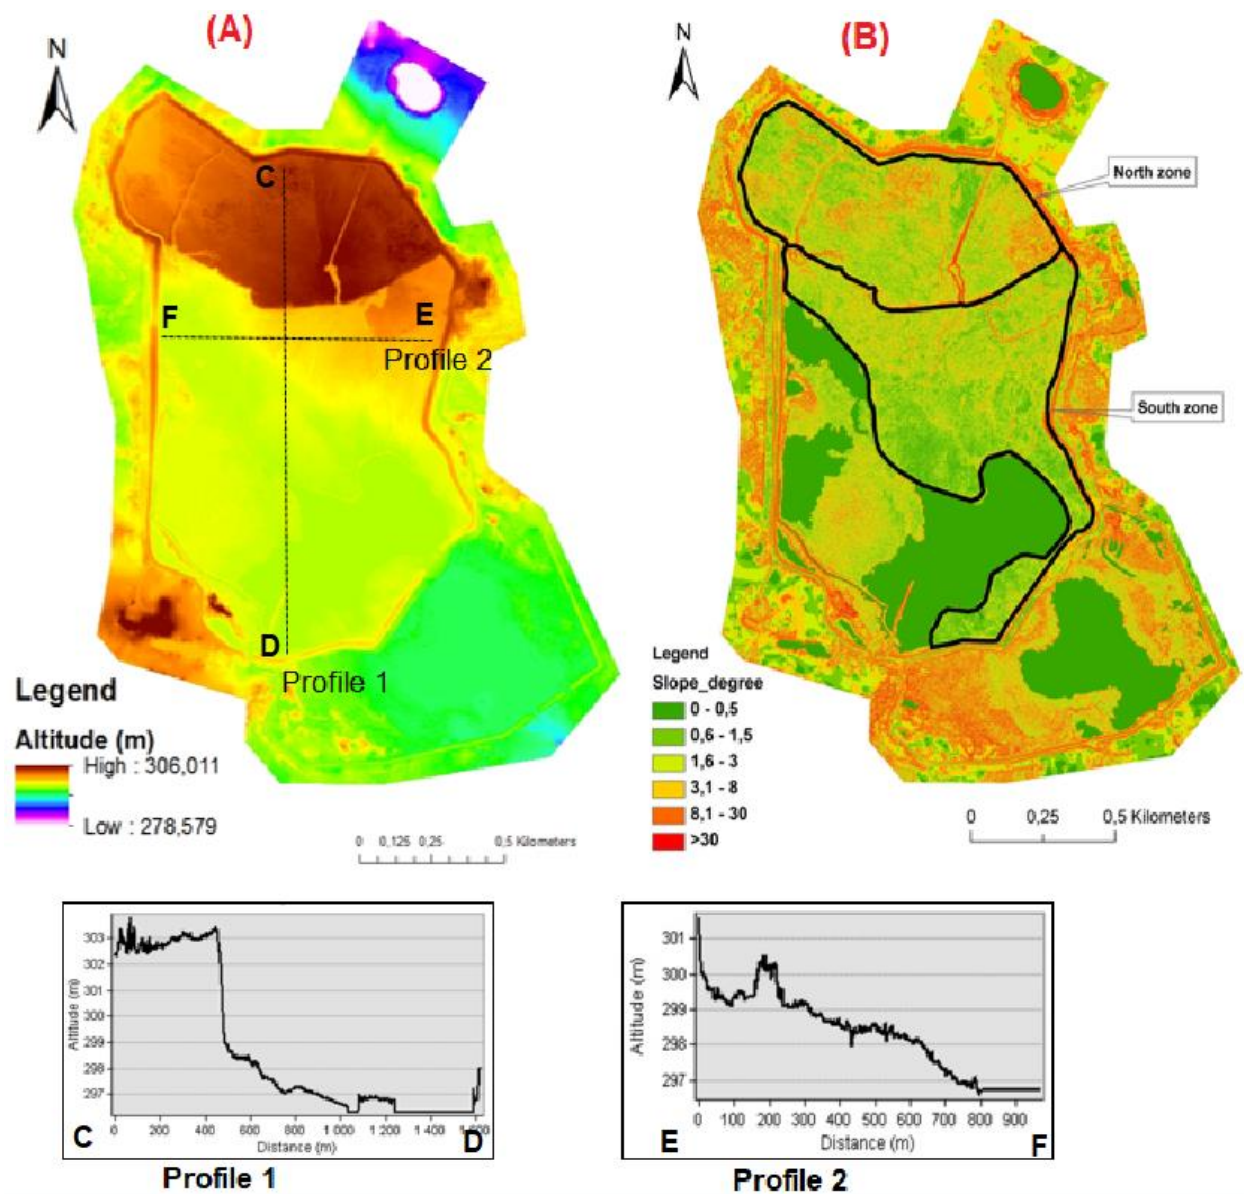 (A)
(B)
N
N
C
F
E
Profile 2
D
Profile 1
North zone
South zone
Legend
Altitude (m)
High : 306,011
Low : 278,579
0 0,125 0,25 0,5 Kilometers
Legend
Slope_degree
0 - 0,5
0,6 - 1,5
1,6 - 3
3,1 - 8
8,1 - 30
>30
0 0,25 0,5 Kilometers
303
302
301
300
299
298
297
Altitude (m)
0 200 400 600 800 1 000 1 200 1 400 1 600
Distance (m)
C
D
Profile 1
301
300
299
298
297
Altitude (m)
0 100 200 300 400 500 600 700 800 900
Distance (m)
E
F
Profile 2